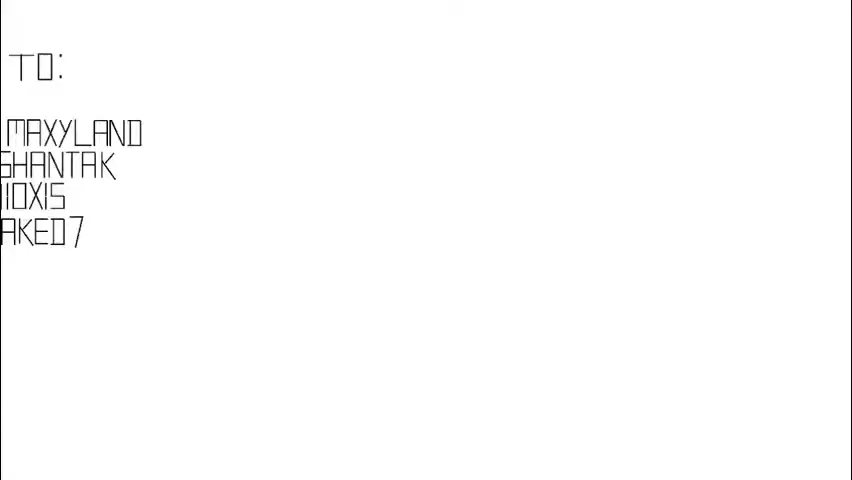 TO:
MAXYLAND
SHANTAK
IOXIS
AKED7